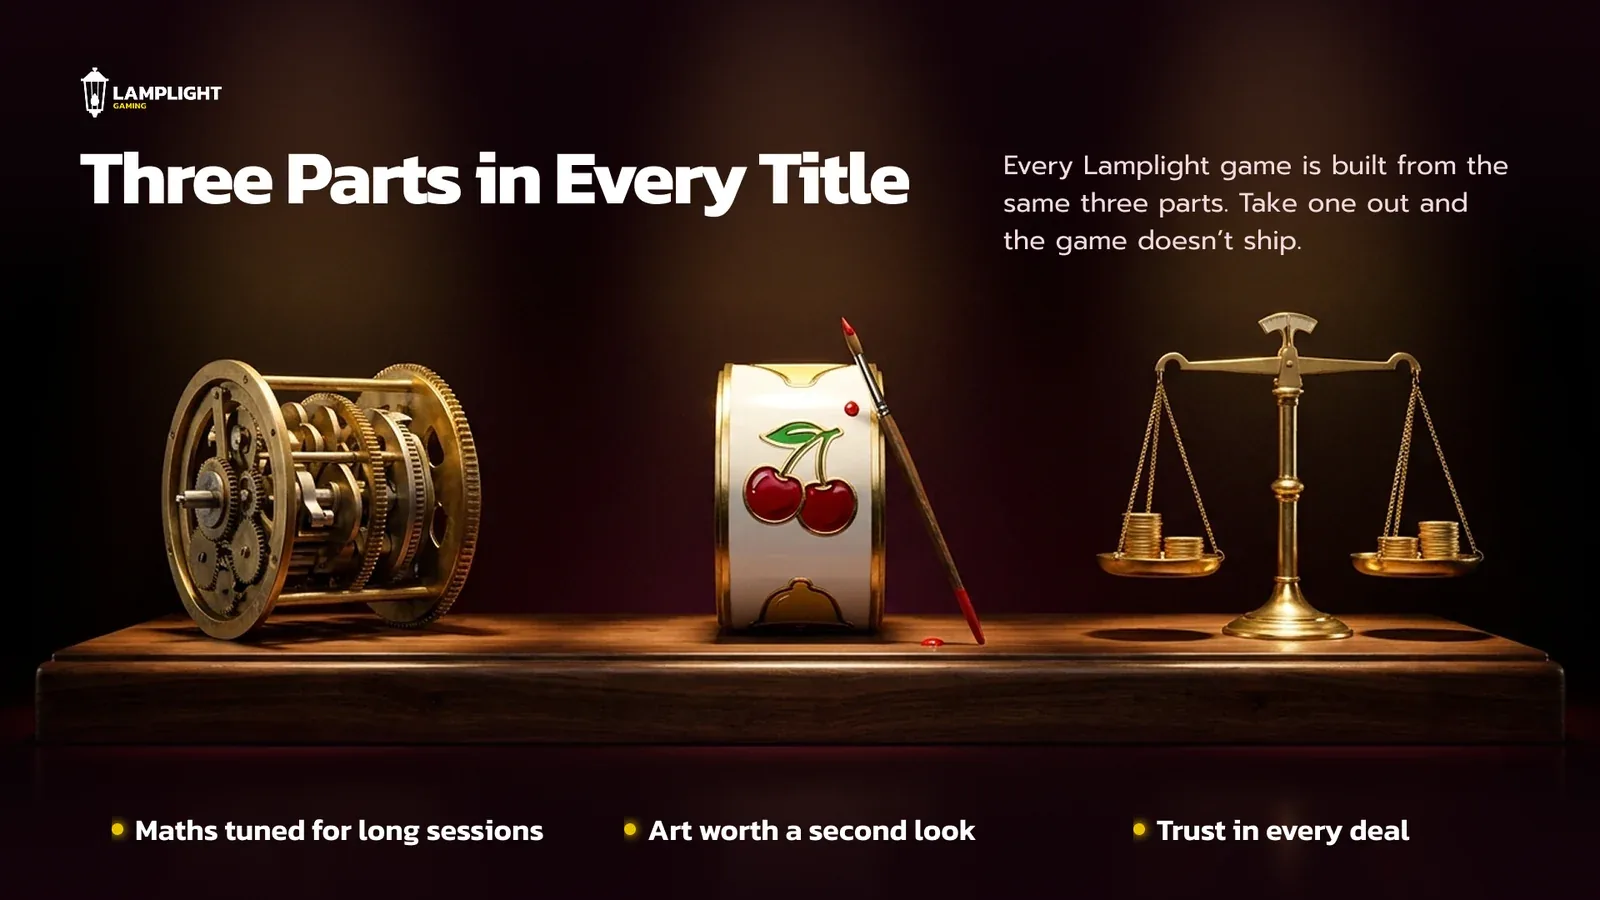 LAMPLIGHT
GAMING
Three Parts in Every Title
Every Lamplight game is built from the
same three parts. Take one out and
the game doesn’t ship.
Maths tuned for long sessions
Art worth a second look
Trust in every deal